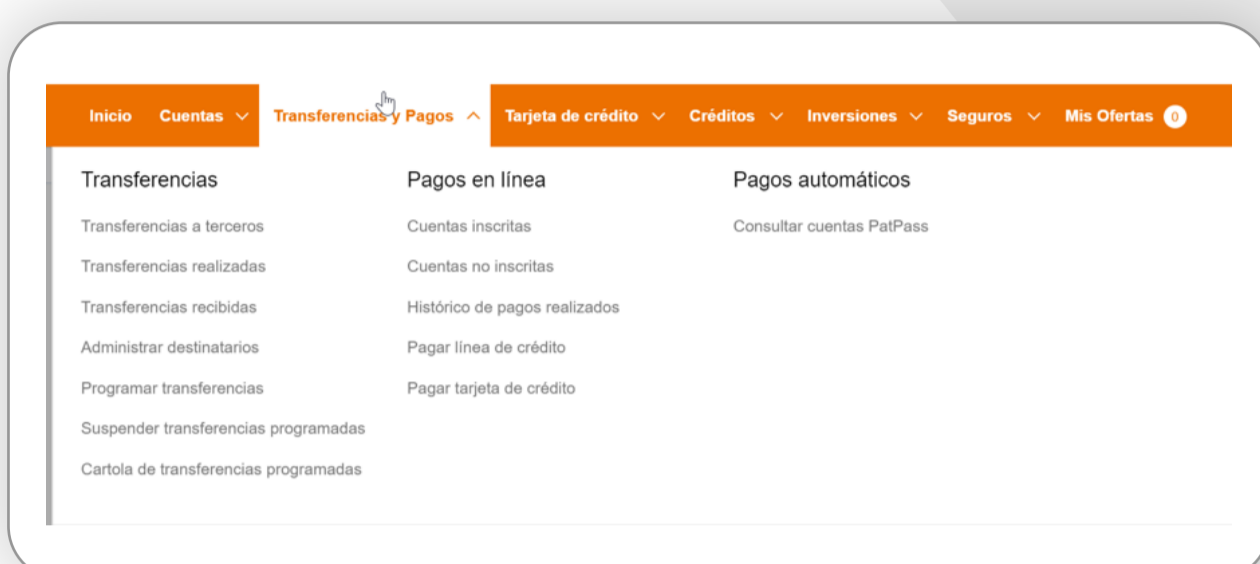 Inicio Cuentas Transferencias y Pagos Tarjeta de crédito Créditos Inversiones Seguros Mis Ofertas 0
Transferencias
Transferencias a terceros
Transferencias realizadas
Transferencias recibidas
Administrar destinatarios
Programar transferencias
Suspender transferencias programadas
Cartola de transferencias programadas
Pagos en línea
Cuentas inscritas
Cuentas no inscritas
Histórico de pagos realizados
Pagar línea de crédito
Pagar tarjeta de crédito
Pagos automáticos
Consultar cuentas PatPass